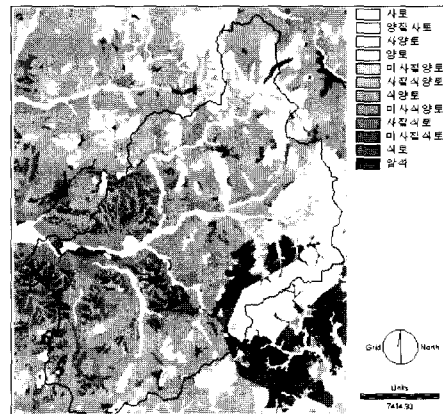 사토
양질사토
사양토
양토
미사질양토
사질식양토
식양토
미사식양토
사질식토
미사질식토
식토
암석
Grid
North
Units
7414.93